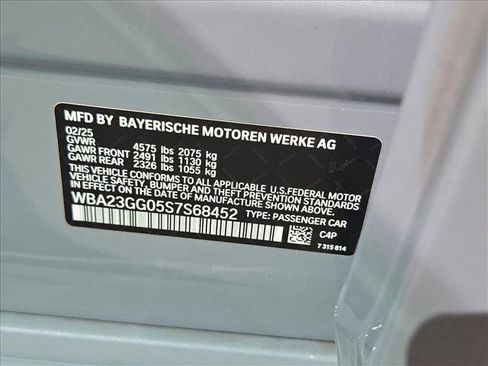 MFD BY BAYERISCHE MOTOREN WERKE AG
02/25
GVWR 4575 lbs 2075 kg
GAWR FRONT 2491 lbs 1130 kg
GAWR REAR 2326 lbs 1055 kg
THIS VEHICLE CONFORMS TO ALL APPLICABLE U.S. FEDERAL MOTOR
VEHICLE SAFETY, BUMPER, AND THEFT PREVENTION STANDARDS
IN EFFECT ON THE DATE OF MANUFACTURE SHOWN ABOVE.
WBA23GG05S7S68452 TYPE: PASSENGER CAR
C4P
7 315 814